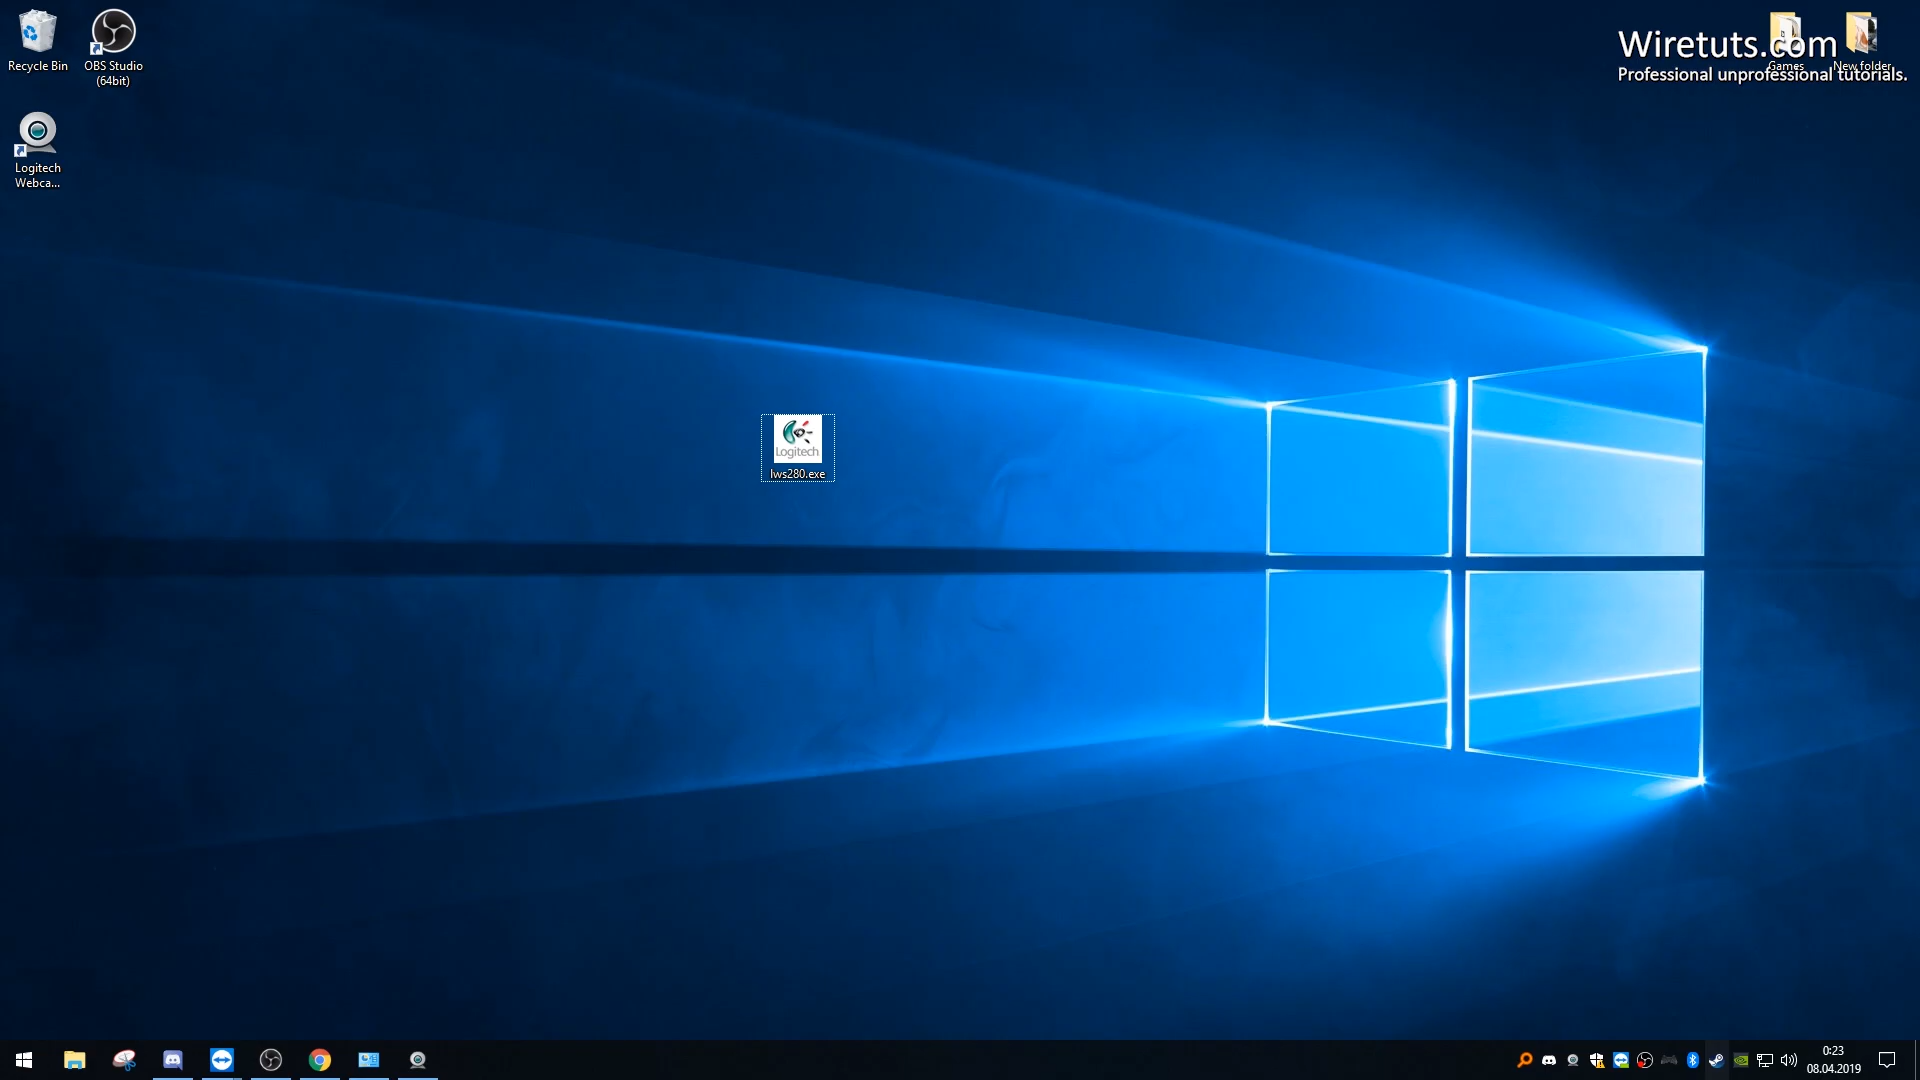 Recycle Bin
OBS Studio
(64bit)
Logitech
Webca...
Wiretuts.com
Professional unprofessional tutorials.
Games
New folder
Logitech
lws280.exe
0:23
08.04.2019